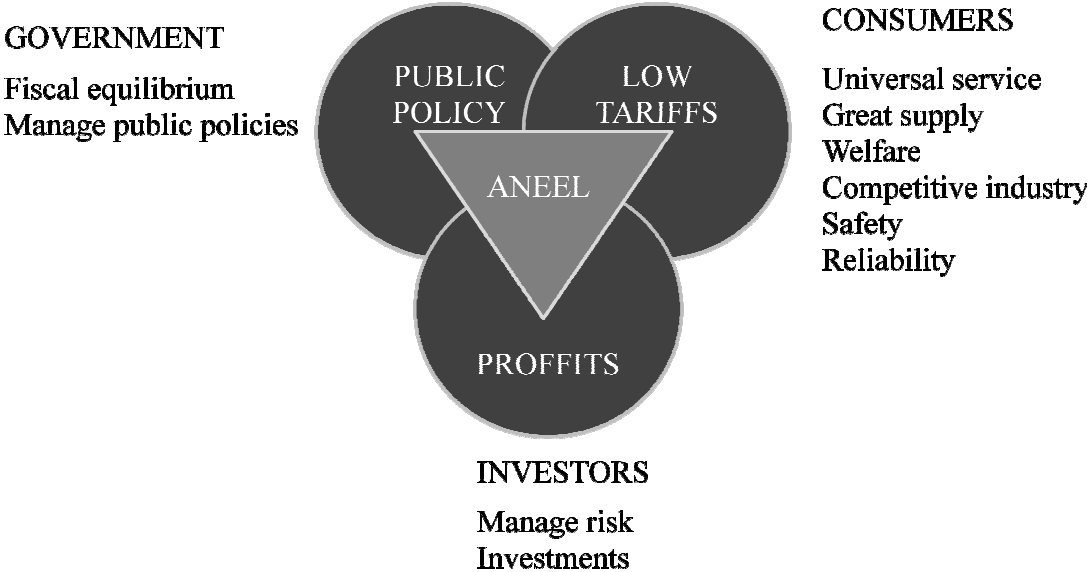 GOVERNMENT
Fiscal equilibrium
Manage public policies
PUBLIC
POLICY
LOW
TARIFFS
ANEEL
PROFFITS
CONSUMERS
Universal service
Great supply
Welfare
Competitive industry
Safety
Reliability
INVESTORS
Manage risk
Investments